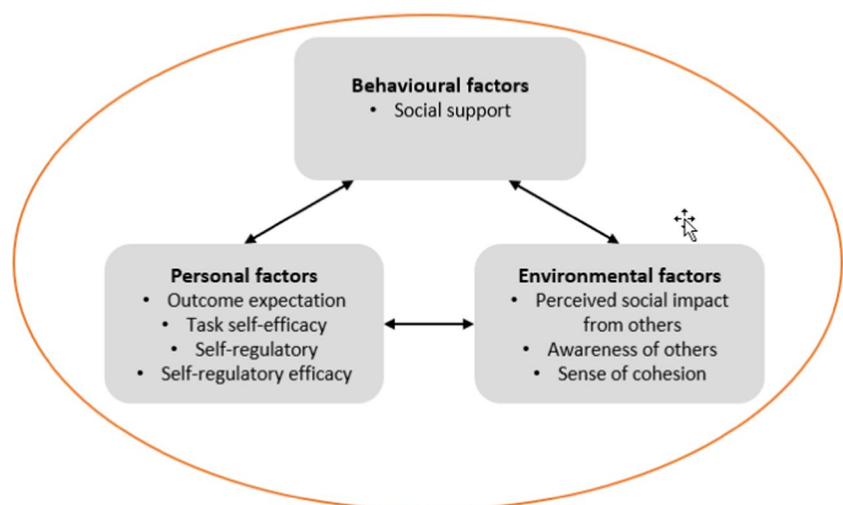 Behavioural factors
• Social support
Personal factors
• Outcome expectation
• Task self-efficacy
• Self-regulatory
• Self-regulatory efficacy
Environmental factors
• Perceived social impact
from others
• Awareness of others
• Sense of cohesion